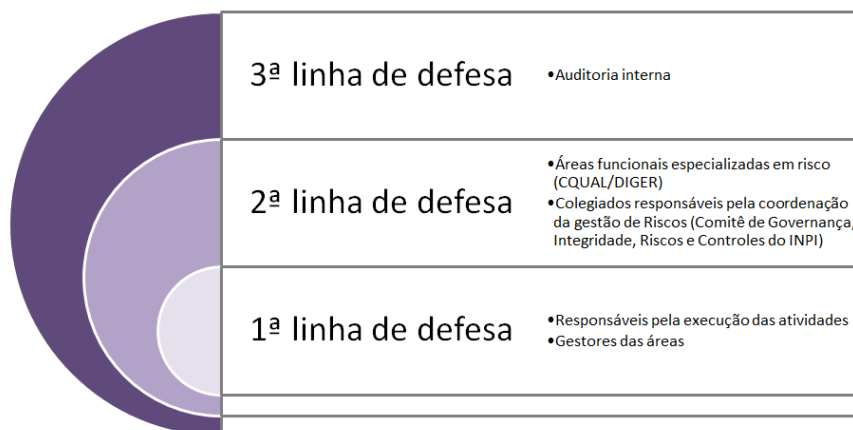 3ª linha de defesa
•Auditoria interna
2ª linha de defesa
•Áreas funcionais especializadas em risco
(CQUAL/DIGER)
•Colegiados responsáveis pela coordenação
da gestão de Riscos (Comitê de Governança,
Integridade, Riscos e Controles do INPI)
1ª linha de defesa
•Responsáveis pela execução das atividades
•Gestores das áreas